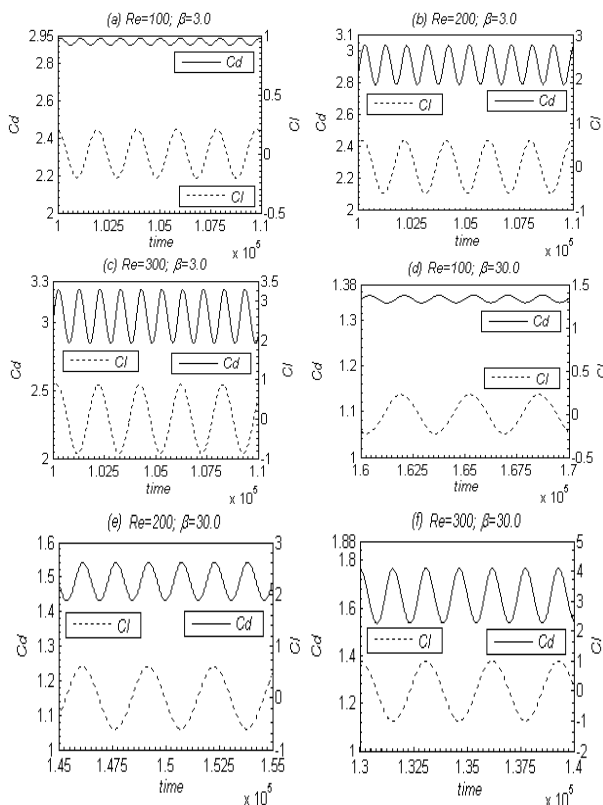 (a) Re=100; β=3.0
2.95
2.8
2.6
2.4
2.2
2
Cd
1
0.5
0
-0.5
Cl
Cd
Cl
1 1.025 1.05 1.075 1.1
time
x 10^5
(b) Re=200; β=3.0
3.1
3
2.8
2.6
2.4
2.2
2
Cd
3
2
1
0
-1
Cl
Cl
Cd
1 1.025 1.05 1.075 1.1
time
x 10^5
(c) Re=300; β=3.0
3.3
3
2.5
2
Cd
3.5
3
2
1
0
-1
Cl
Cl
Cd
1 1.025 1.05 1.075 1.1
time
x 10^5
(d) Re=100; β=30.0
1.38
1.3
1.2
1.1
1
Cd
1.5
1
0.5
0
-0.5
Cl
Cd
Cl
1.6 1.625 1.65 1.675 1.7
time
x 10^5
(e) Re=200; β=30.0
1.6
1.5
1.4
1.3
1.2
1.1
1
Cd
3
2
1
0
-1
Cl
Cl
Cd
1.45 1.475 1.5 1.525 1.55
time
x 10^5
(f) Re=300; β=30.0
1.88
1.8
1.6
1.4
1.2
1
Cd
5
4
3
2
1
0
-1
-2
Cl
Cl
Cd
1.3 1.325 1.35 1.375 1.4
time
x 10^5